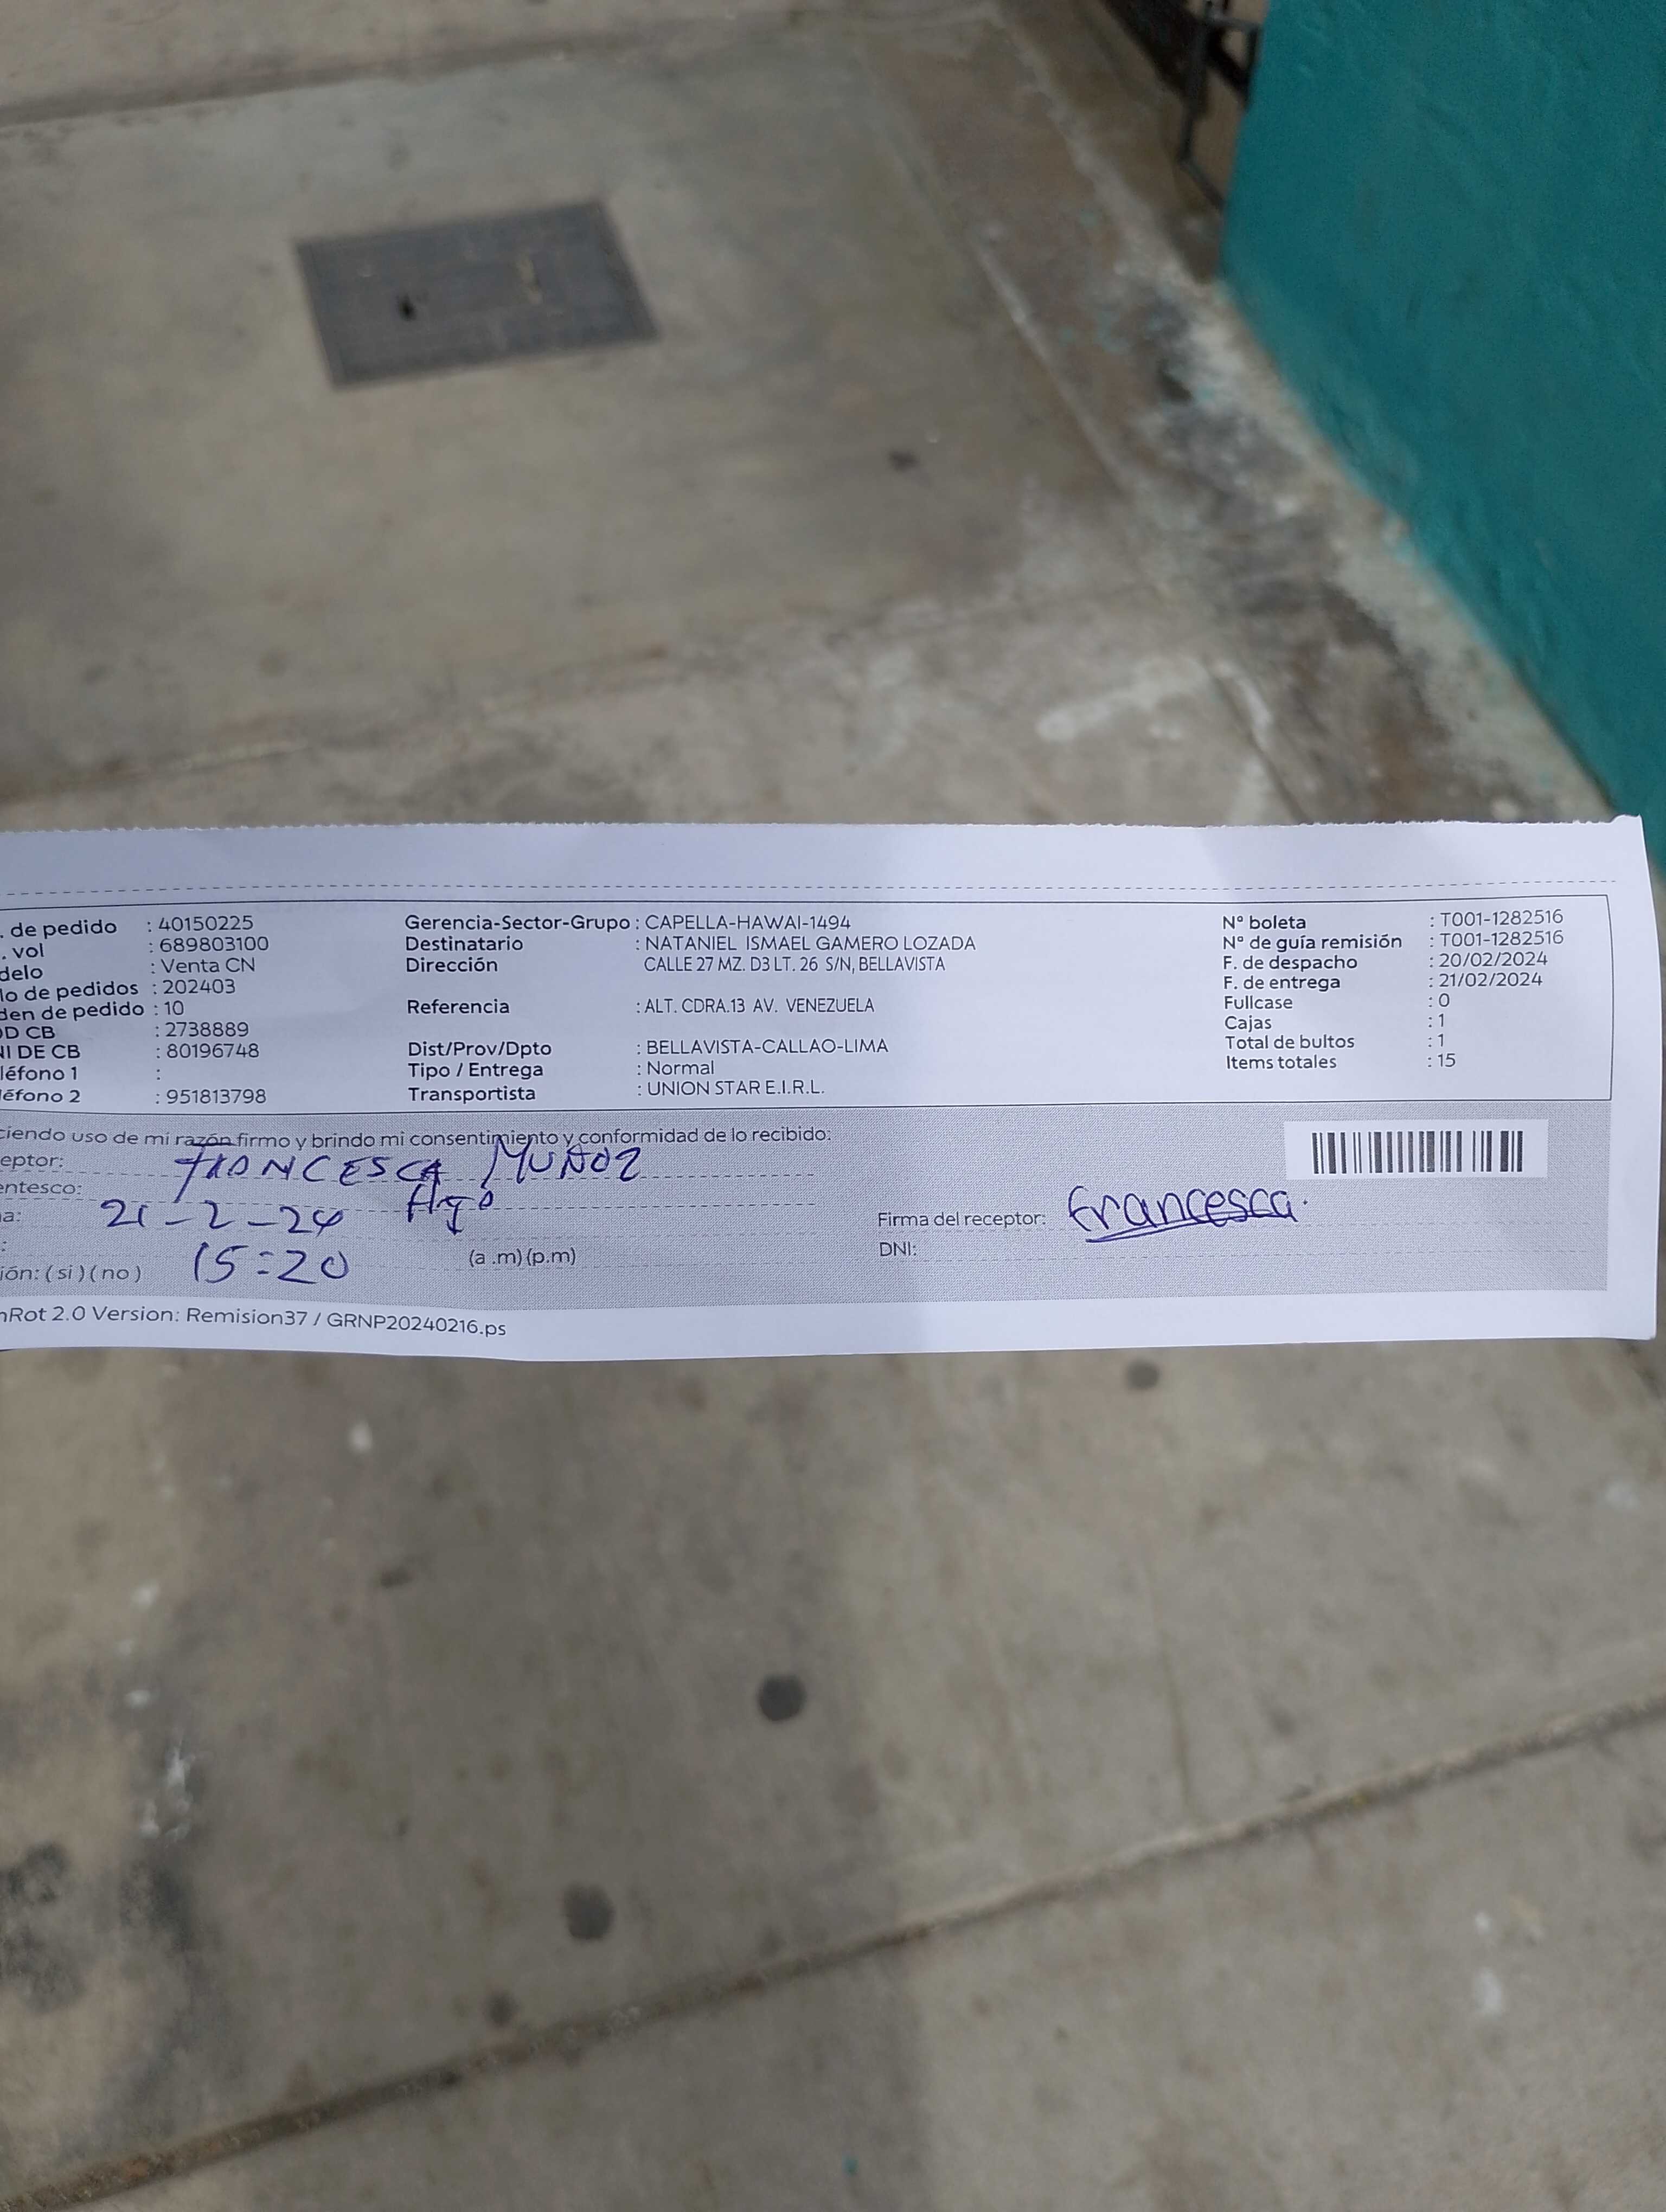 . de pedido : 40150225 Gerencia-Sector-Grupo : CAPELLA-HAWAI-1494 N° boleta : T001-1282516
. vol : 689803100 Destinatario : NATANIEL ISMAEL GAMERO LOZADA N° de guía remisión : T001-1282516
delo : Venta CN Dirección CALLE 27 MZ. D3 LT. 26 S/N, BELLAVISTA F. de despacho : 20/02/2024
lo de pedidos : 202403 F. de entrega : 21/02/2024
den de pedido : 10 Referencia : ALT. CDRA.13 AV. VENEZUELA Fullcase : 0
D CB : 2738889 Cajas : 1
NI DE CB : 80196748 Dist/Prov/Dpto : BELLAVISTA-CALLAO-LIMA Total de bultos : 1
léfono 1 : Tipo / Entrega : Normal Items totales : 15
léfono 2 : 951813798 Transportista : UNION STAR E.I.R.L.
ciendo uso de mi razón firmo y brindo mi consentimiento y conformidad de lo recibido:
eptor: FRANCESCA MUÑOZ
entesco:
a: 21-2-24 Firma del receptor: Francesca.
: 15:20 (a .m) (p.m) DNI:
ión: ( si ) ( no )
nRot 2.0 Version: Remision37 / GRNP20240216.ps